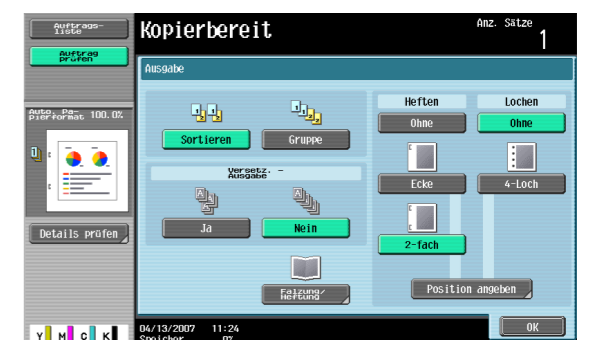 Auftrags-
liste
Kopierbereit
Anz. Sätze
1
Auftrag
prüfen
Ausgabe
Auto. Pa-
pierformat 100.0%
Heften
Lochen
Sortieren
Gruppe
Ohne
Ohne
Versetz. -
Ausgabe
Ecke
4-Loch
Ja
Nein
Details prüfen
2-fach
Falzung/
Heftung
Position angeben
Y M C K
04/13/2007 11:24
Speicher 0%
OK